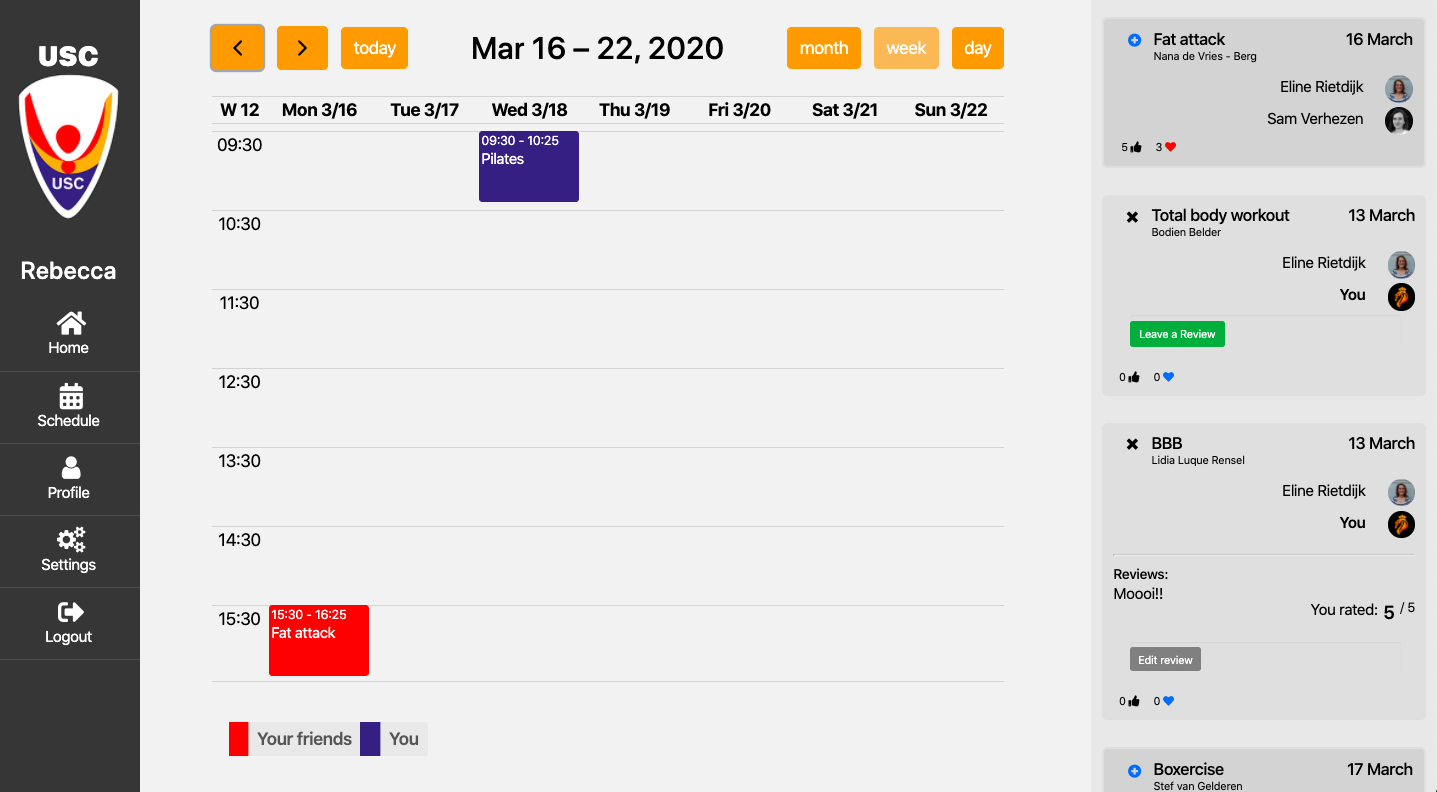 USC
USC
Rebecca
Home
Schedule
Profile
Settings
Logout
today
Mar 16 – 22, 2020
month week day
W 12 Mon 3/16 Tue 3/17 Wed 3/18 Thu 3/19 Fri 3/20 Sat 3/21 Sun 3/22
09:30
09:30 - 10:25
Pilates
10:30
11:30
12:30
13:30
14:30
15:30
15:30 - 16:25
Fat attack
Your friends You
Fat attack 16 March
Nana de Vries - Berg
Eline Rietdijk
Sam Verhezen
5 3
Total body workout 13 March
Bodien Belder
Eline Rietdijk
You
Leave a Review
0 0
BBB 13 March
Lidia Luque Rensel
Eline Rietdijk
You
Reviews:
Moooi!!
You rated: 5 / 5
Edit review
0 0
Boxercise 17 March
Stef van Gelderen